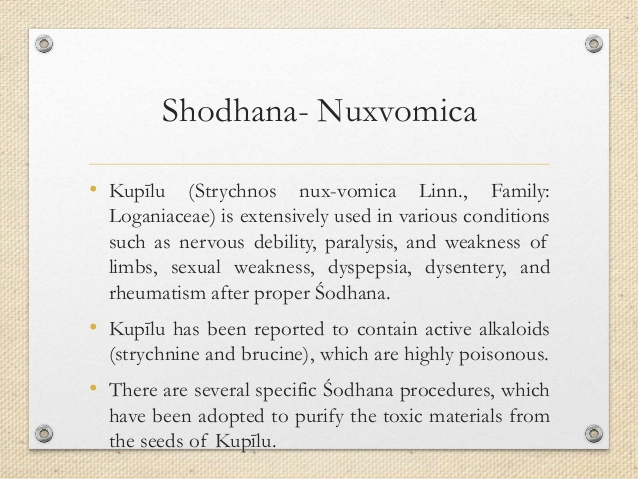 Shodhana- Nuxvomica
• Kupīlu (Strychnos nux-vomica Linn., Family:
Loganiaceae) is extensively used in various conditions
such as nervous debility, paralysis, and weakness of
limbs, sexual weakness, dyspepsia, dysentery, and
rheumatism after proper Śodhana.
• Kupīlu has been reported to contain active alkaloids
(strychnine and brucine), which are highly poisonous.
• There are several specific Śodhana procedures, which
have been adopted to purify the toxic materials from
the seeds of Kupīlu.